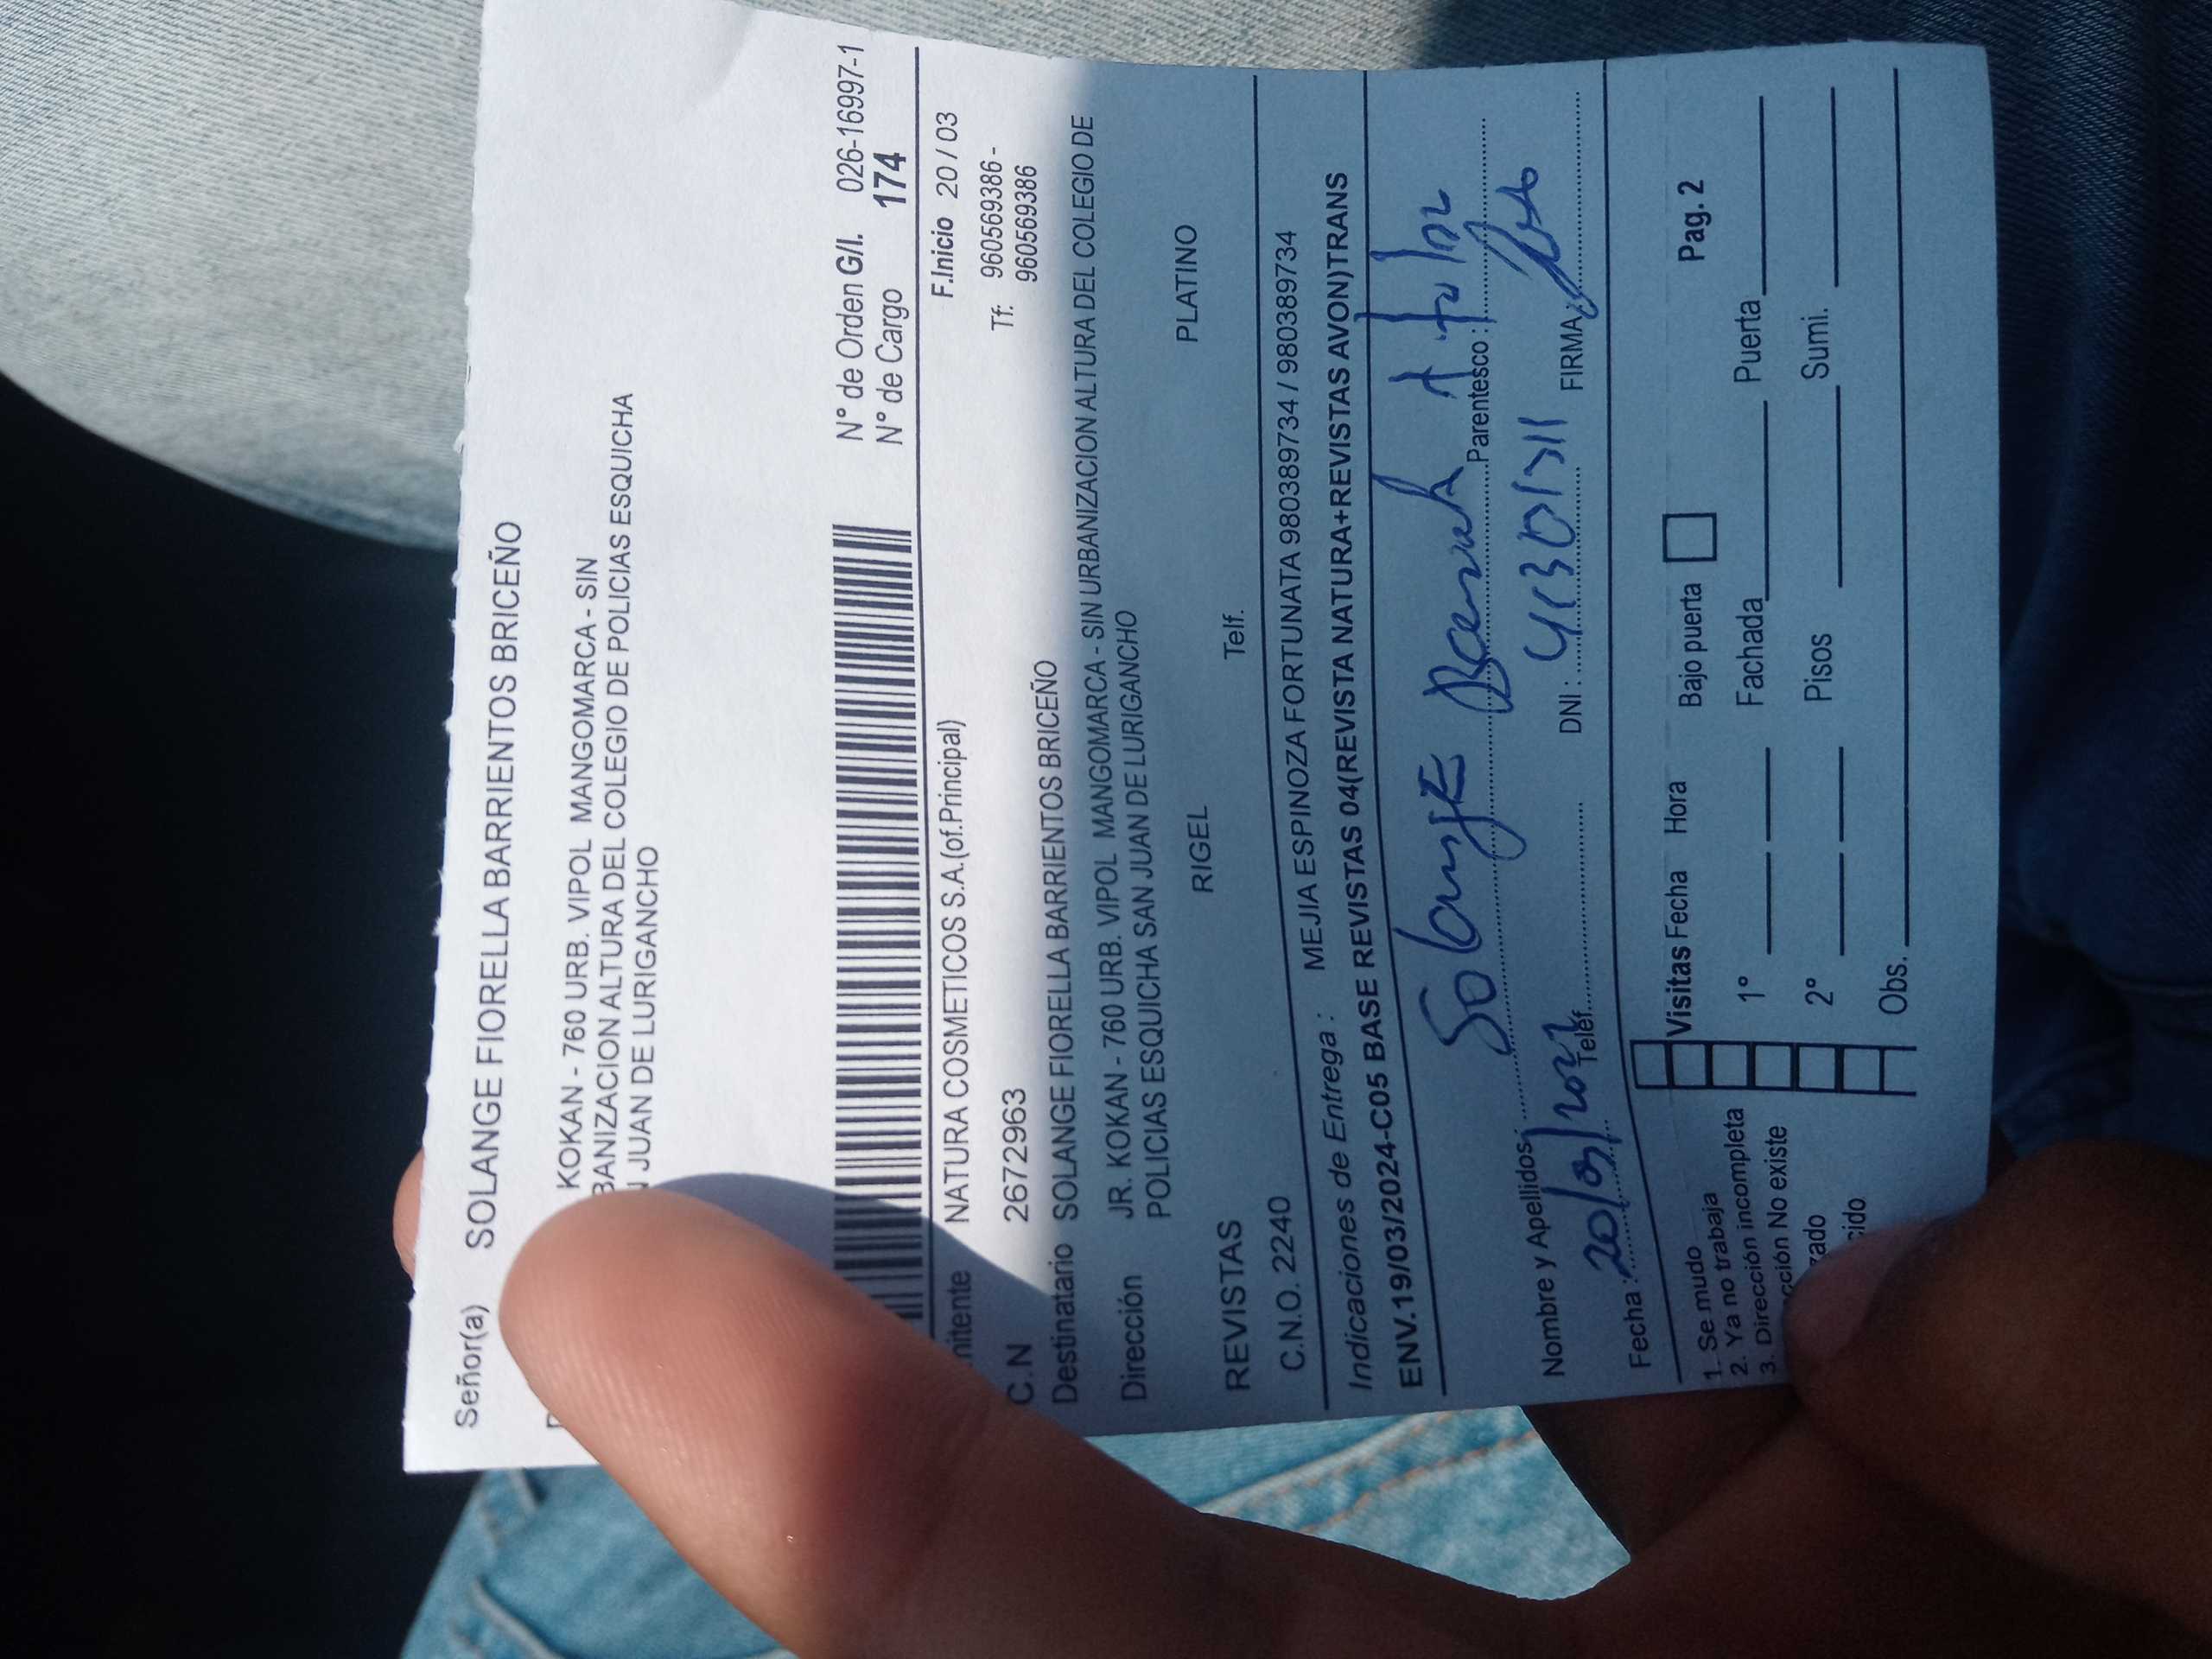 Señor(a) SOLANGE FIORELLA BARRIENTOS BRICEÑO
KOKAN - 760 URB. VIPOL MANGOMARCA - SIN
BANIZACION ALTURA DEL COLEGIO DE POLICIAS ESQUICHA
JUAN DE LURIGANCHO
N° de Orden G/I. 026-16997-1
N° de Cargo 174
nitente NATURA COSMETICOS S.A.(of.Principal) F.Inicio 20 / 03
C.N 2672963 Tf: 960569386 -
960569386
Destinatario SOLANGE FIORELLA BARRIENTOS BRICEÑO
Dirección JR. KOKAN - 760 URB. VIPOL MANGOMARCA - SIN URBANIZACION ALTURA DEL COLEGIO DE
POLICIAS ESQUICHA SAN JUAN DE LURIGANCHO
RIGEL PLATINO
REVISTAS Telf.
C.N.O. 2240
Indicaciones de Entrega : MEJIA ESPINOZA FORTUNATA 980389734 / 980389734
ENV.19/03/2024-C05 BASE REVISTAS 04(REVISTA NATURA+REVISTAS AVON)TRANS
Solange
Nombre y Apellidos: Parentesco :
Fecha : Teléf. DNI : FIRMA
1. Se mudo Visitas Fecha Hora Bajo puerta Pag. 2
2. Ya no trabaja
3. Dirección incompleta 1° Fachada Puerta
cción No existe
zado 2° Pisos Sumi.
cido
Obs.